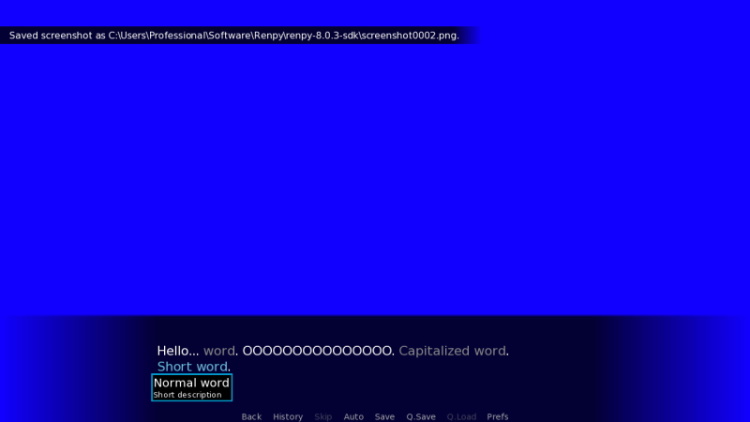 Saved screenshot as C:\Users\Professional\Software\Renpy\renpy-8.0.3-sdk\screenshot0002.png.
Hello... word. OOOOOOOOOOOOOOO. Capitalized word.
Short word.
Normal word
Short description
Back History Skip Auto Save Q.Save Q.Load Prefs